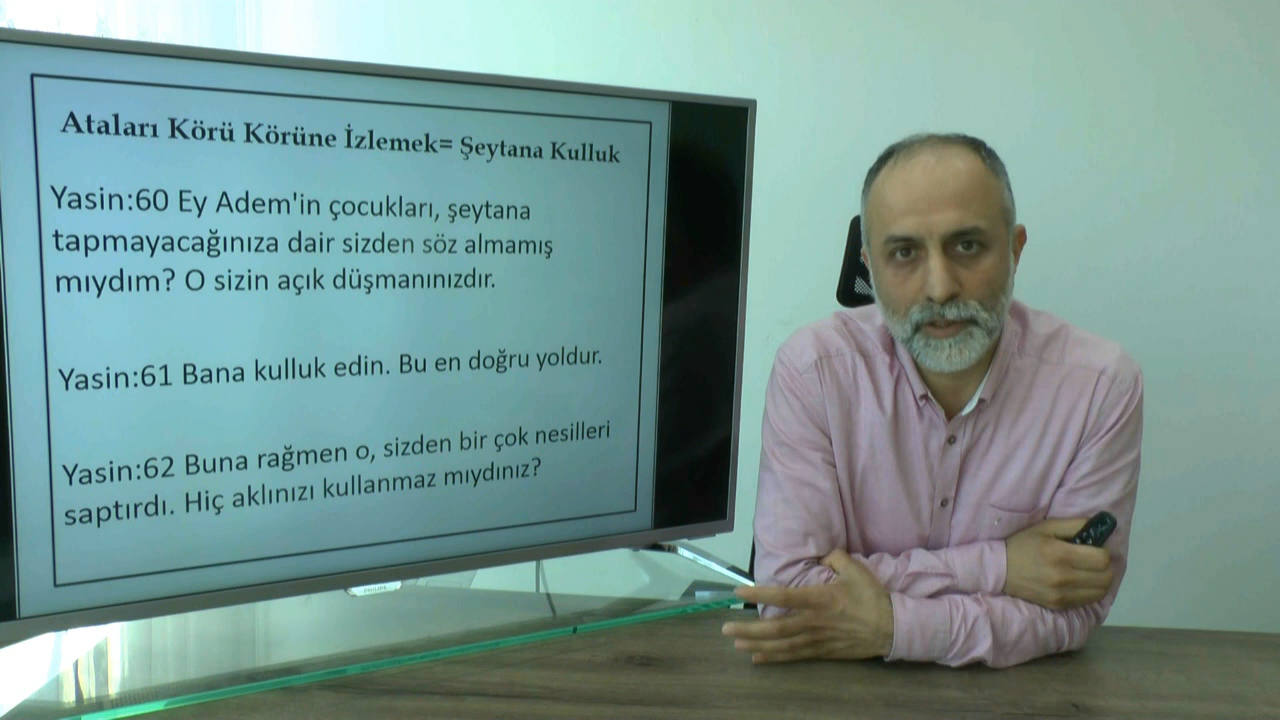 Ataları Körü Körüne İzlemek= Şeytana Kulluk
Yasin:60 Ey Adem'in çocukları, şeytana
tapmayacağınıza dair sizden söz almamış
mıydım? O sizin açık düşmanınızdır.
Yasin:61 Bana kulluk edin. Bu en doğru yoldur.
Yasin:62 Buna rağmen o, sizden bir çok nesilleri
saptırdı. Hiç aklınızı kullanmaz mıydınız?
PHILIPS